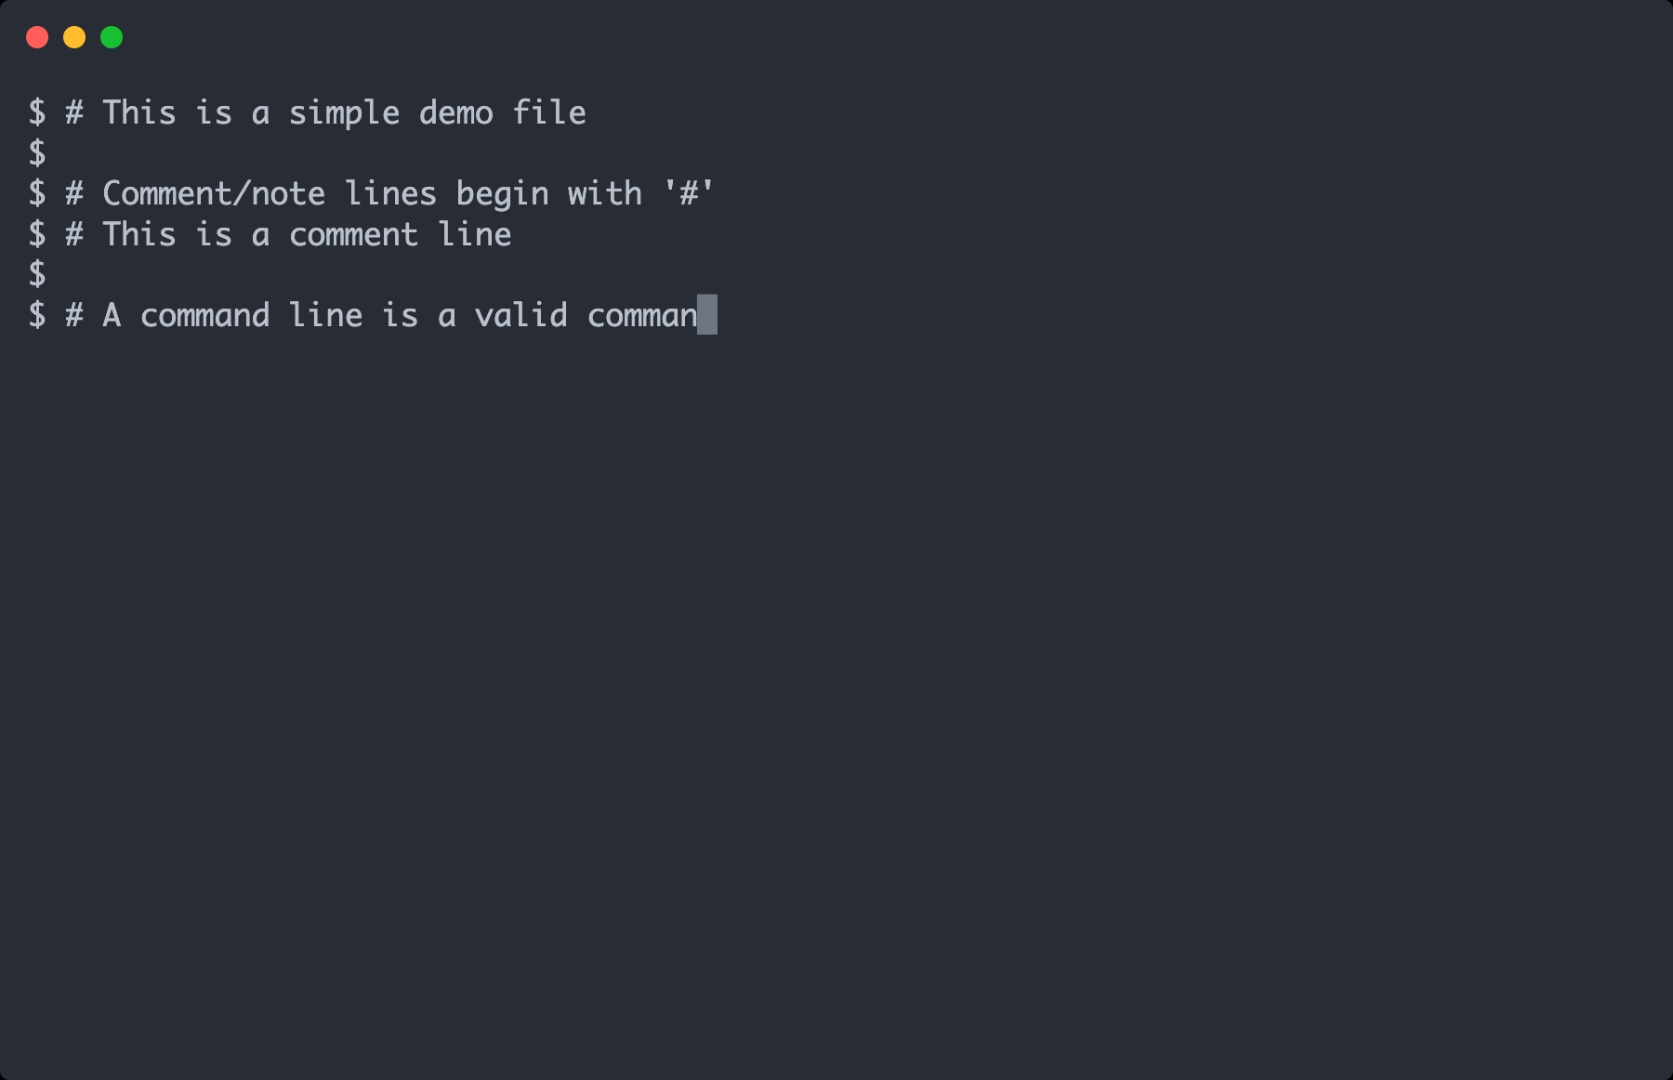 $ # This is a simple demo file
$
$ # Comment/note lines begin with '#'
$ # This is a comment line
$
$ # A command line is a valid comman